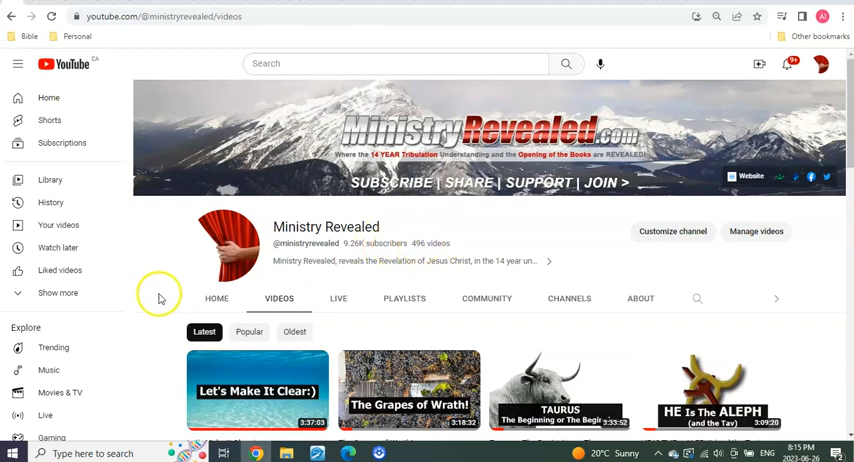 youtube.com/@ministryrevealed/videos
AI
Bible
Personal
Other bookmarks
YouTube CA
Search
9+
Home
Shorts
Subscriptions
Library
History
Your videos
Watch later
Liked videos
Show more
Explore
Trending
Music
Movies & TV
Live
Gaming
MinistryRevealed.com
Where the 14 YEAR Tribulation Understanding and the Opening of the Books are REVEALED!
SUBSCRIBE | SHARE | SUPPORT | JOIN >
Website
Ministry Revealed
@ministryrevealed 9.26K subscribers 496 videos
Ministry Revealed, reveals the Revelation of Jesus Christ, in the 14 year un...
Customize channel
Manage videos
HOME
VIDEOS
LIVE
PLAYLISTS
COMMUNITY
CHANNELS
ABOUT
Latest
Popular
Oldest
Let's Make It Clear:)
3:37:03
The Grapes of Wrath!
3:18:32
TAURUS
The Beginning or The Begin
3:33:52
HE Is The ALEPH
(and the Tav)
3:09:20
Type here to search
20°C Sunny
ENG
8:15 PM
2023-06-26
2